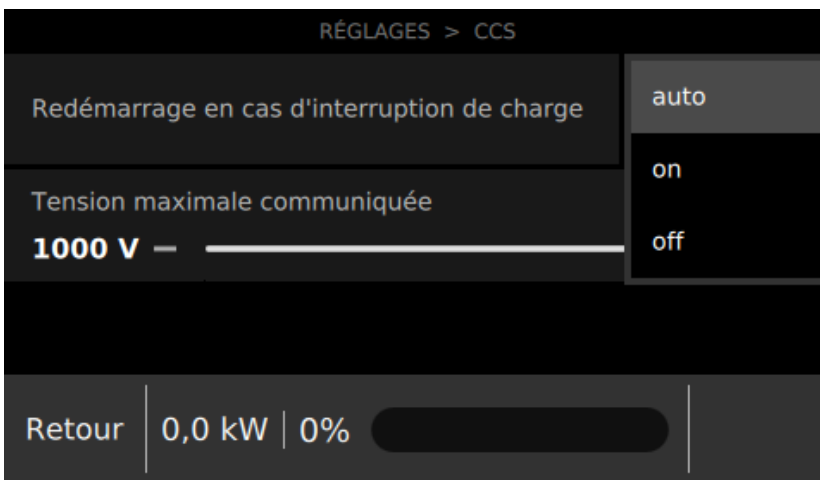 RÉGLAGES > CCS
Redémarrage en cas d'interruption de charge
auto
on
off
Tension maximale communiquée
1000 V
Retour
0,0 kW
0%